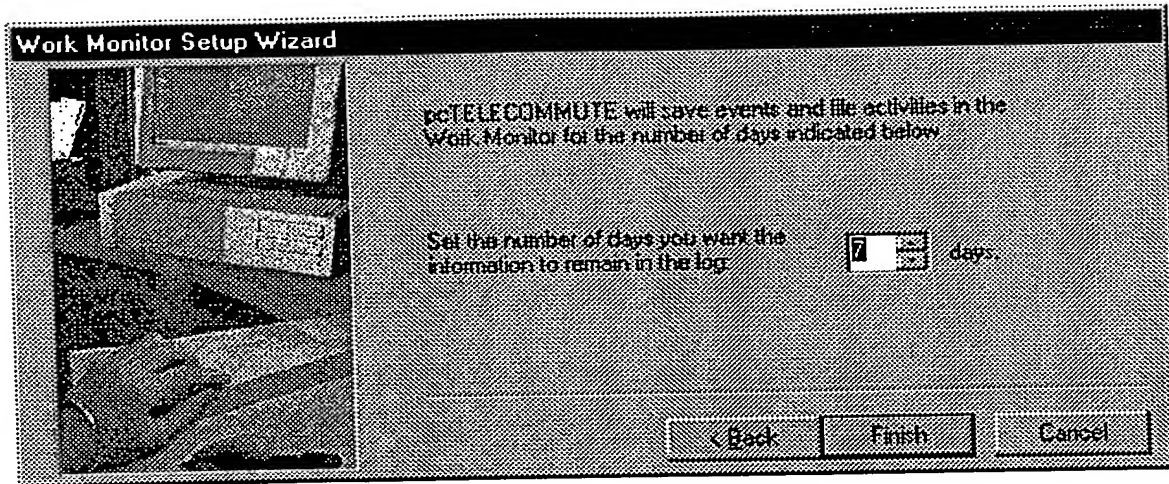 Work Monitor Setup Wizard
pcTELECOMMUTE will save events and file activities in the
Work Monitor for the number of days indicated below
Set the number of days you want the
information to remain in the log:
7
days.
< Back
Finish
Cancel